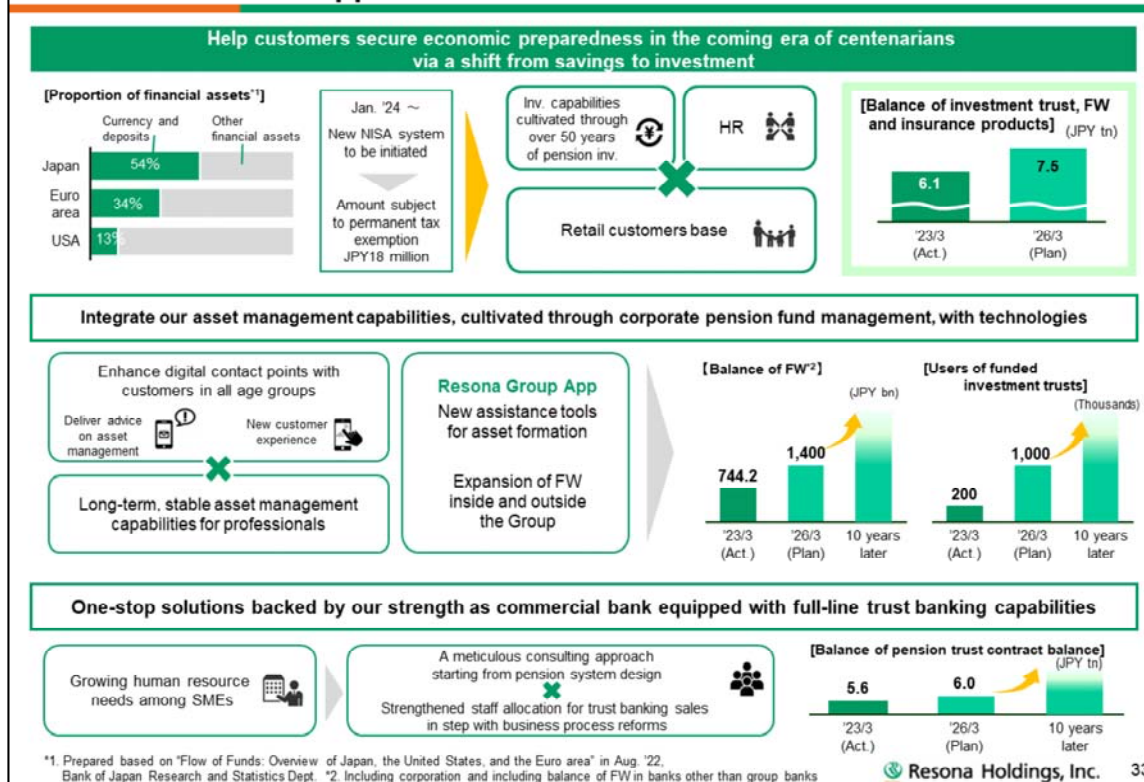 Help customers secure economic preparedness in the coming era of centenarians
via a shift from savings to investment
[Proportion of financial assets*1]
Currency and
deposits
Other
financial assets
Japan
54%
Euro
area
34%
USA
13%
Jan. '24 ～
New NISA system
to be initiated
Amount subject
to permanent tax
exemption
JPY18 million
Inv. capabilities
cultivated through
over 50 years
of pension inv.
HR
Retail customers base
[Balance of investment trust, FW
and insurance products] (JPY tn)
6.1
7.5
'23/3
(Act.)
'26/3
(Plan)
Integrate our asset management capabilities, cultivated through corporate pension fund management, with technologies
Enhance digital contact points with
customers in all age groups
Deliver advice
on asset
management
New customer
experience
Long-term, stable asset management
capabilities for professionals
Resona Group App
New assistance tools
for asset formation
Expansion of FW
inside and outside
the Group
【Balance of FW*2】
(JPY bn)
744.2
1,400
'23/3
(Act.)
'26/3
(Plan)
10 years
later
[Users of funded
investment trusts]
(Thousands)
200
1,000
'23/3
(Act.)
'26/3
(Plan)
10 years
later
One-stop solutions backed by our strength as commercial bank equipped with full-line trust banking capabilities
Growing human resource
needs among SMEs
A meticulous consulting approach
starting from pension system design
Strengthened staff allocation for trust banking sales
in step with business process reforms
[Balance of pension trust contract balance]
(JPY tn)
5.6
6.0
'23/3
(Act.)
'26/3
(Plan)
10 years
later
*1. Prepared based on "Flow of Funds: Overview of Japan, the United States, and the Euro area" in Aug. '22,
Bank of Japan Research and Statistics Dept. *2. Including corporation and including balance of FW in banks other than group banks
Resona Holdings, Inc.